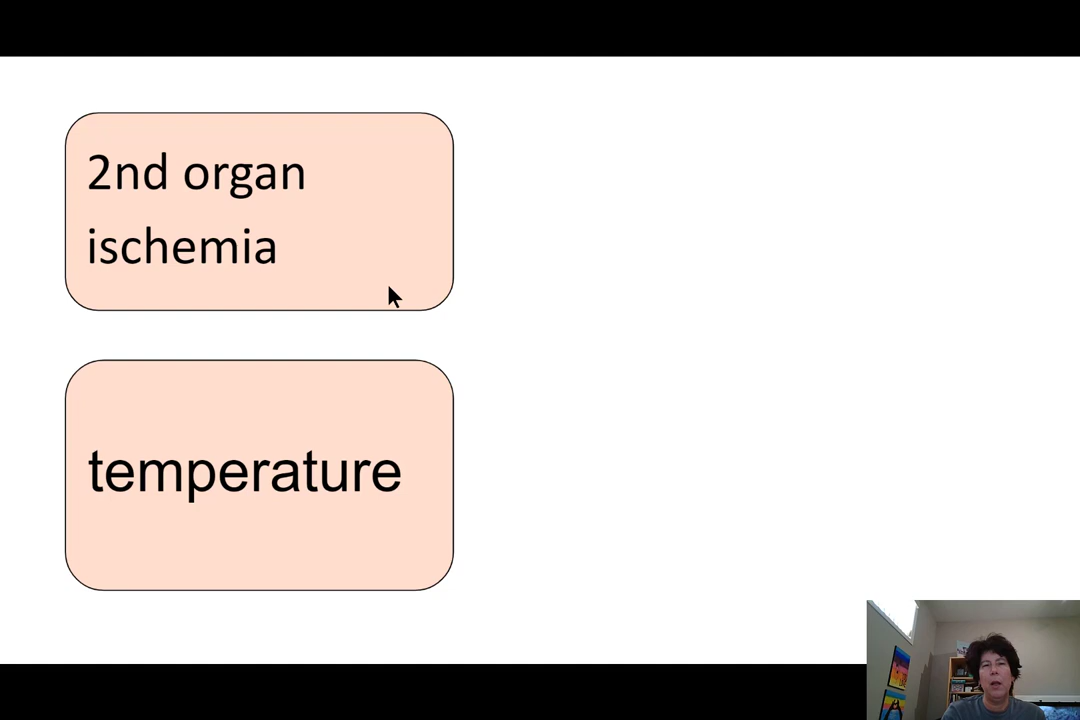 2nd organ
ischemia
temperature